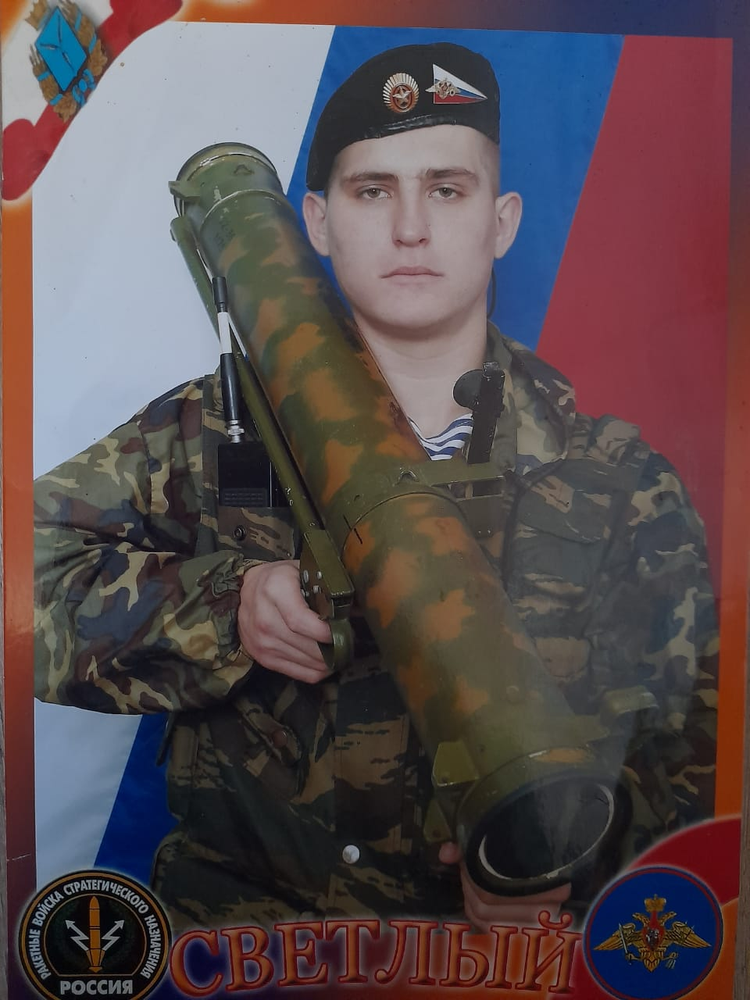 РАКЕТНЫЕ ВОЙСКА СТРАТЕГИЧЕСКОГО НАЗНАЧЕНИЯ
РОССИЯ
СВЕТЛЫЙ